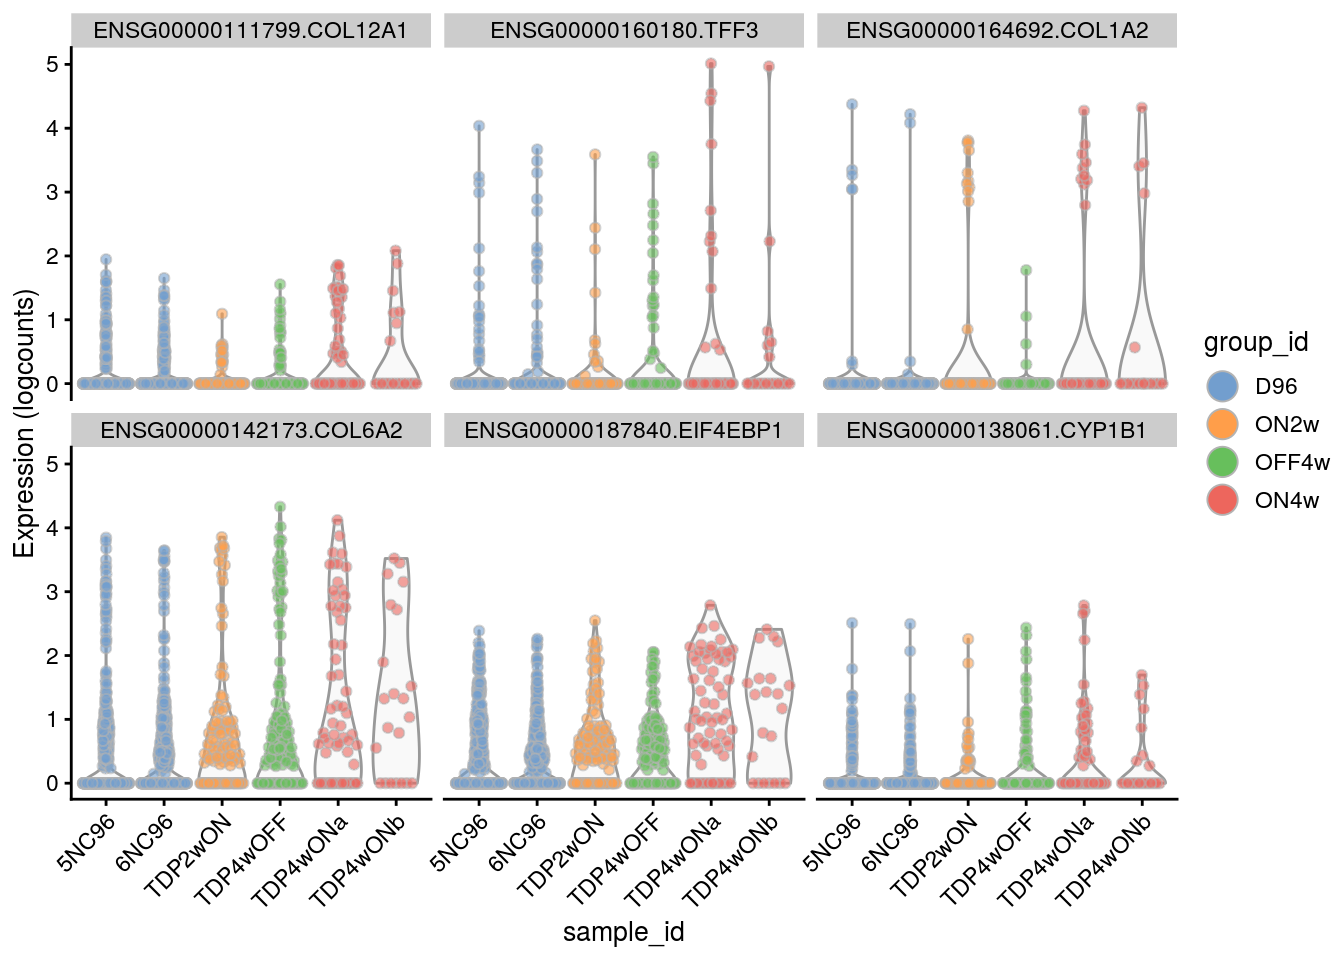 ENSG00000111799.COL12A1 ENSG00000160180.TFF3 ENSG00000164692.COL1A2
5
4
3
2
1
0
ENSG00000142173.COL6A2 ENSG00000187840.EIF4EBP1 ENSG00000138061.CYP1B1
5
4
3
2
1
0
Expression (logcounts)
5NC96 6NC96 TDP2wON TDP4wOFF TDP4wONa TDP4wONb 5NC96 6NC96 TDP2wON TDP4wOFF TDP4wONa TDP4wONb 5NC96 6NC96 TDP2wON TDP4wOFF TDP4wONa TDP4wONb
sample_id
group_id
D96
ON2w
OFF4w
ON4w